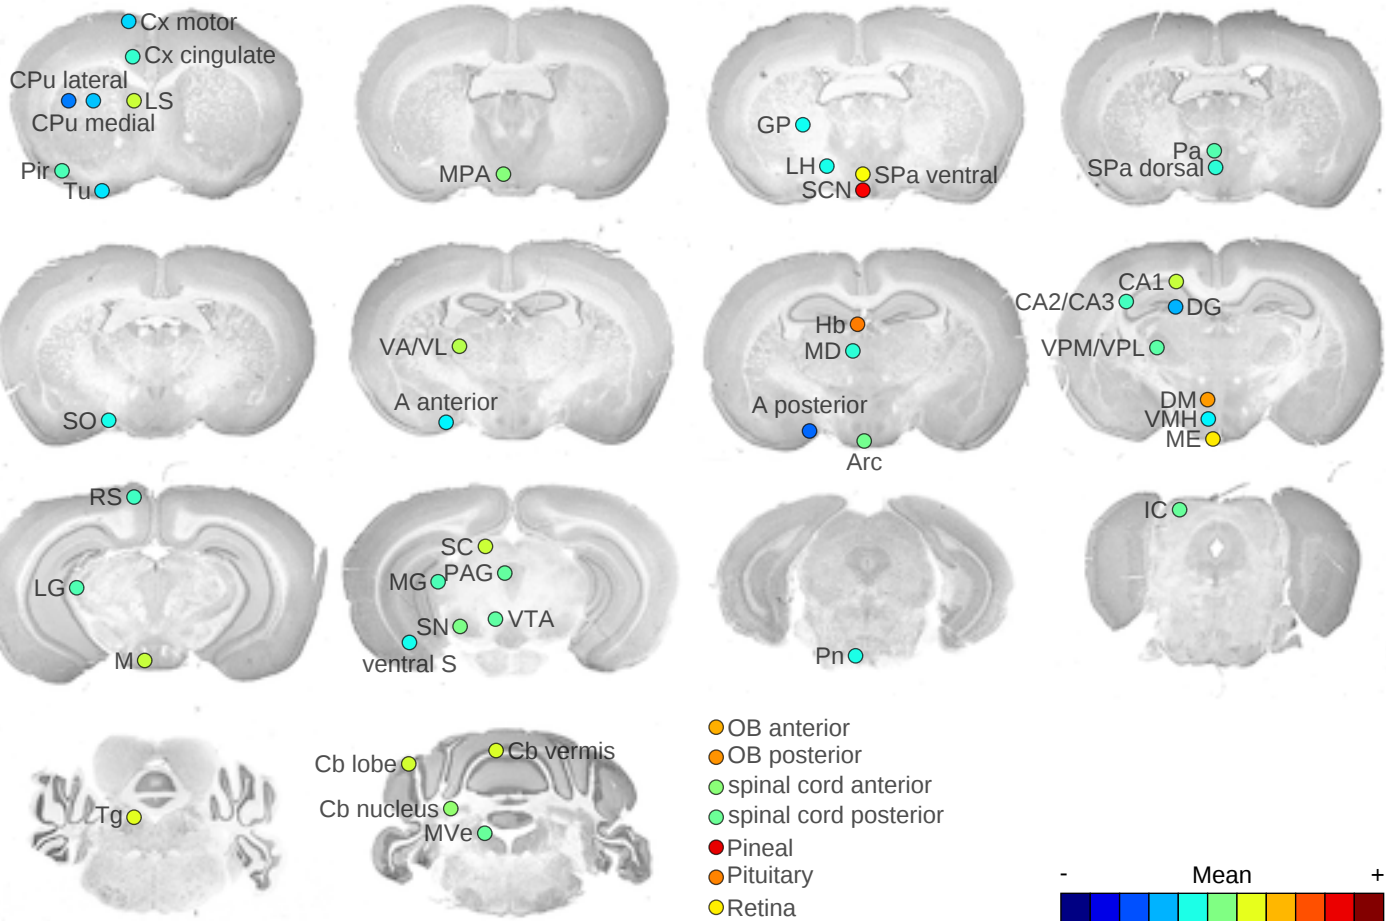 Cx motor
Cx cingulate
CPu lateral
LS
CPu medial
Pir
Tu
MPA
GP
LH
SPa ventral
SCN
Pa
SPa dorsal
SO
VA/VL
A anterior
Hb
MD
A posterior
Arc
CA1
CA2/CA3
DG
VPM/VPL
DM
VMH
ME
RS
LG
M
SC
MG
PAG
SN
VTA
ventral S
Pn
IC
Tg
Cb lobe
Cb vermis
Cb nucleus
MVe
OB anterior
OB posterior
spinal cord anterior
spinal cord posterior
Pineal
Pituitary
Retina
- Mean +